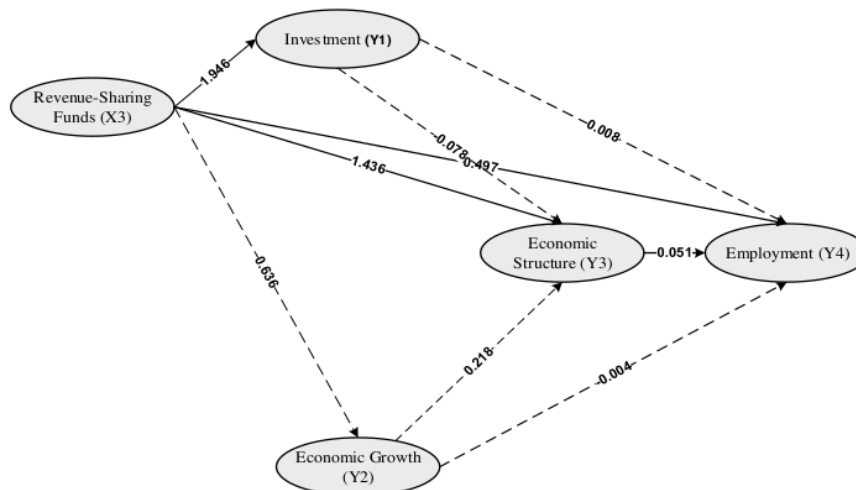 Investment (Y1)
Revenue-Sharing
Funds (X3)
1.946
-0.008
-0.078
0.497
1.436
Economic
Structure (Y3)
0.051
Employment (Y4)
0.636
0.218
-0.004
Economic Growth
(Y2)